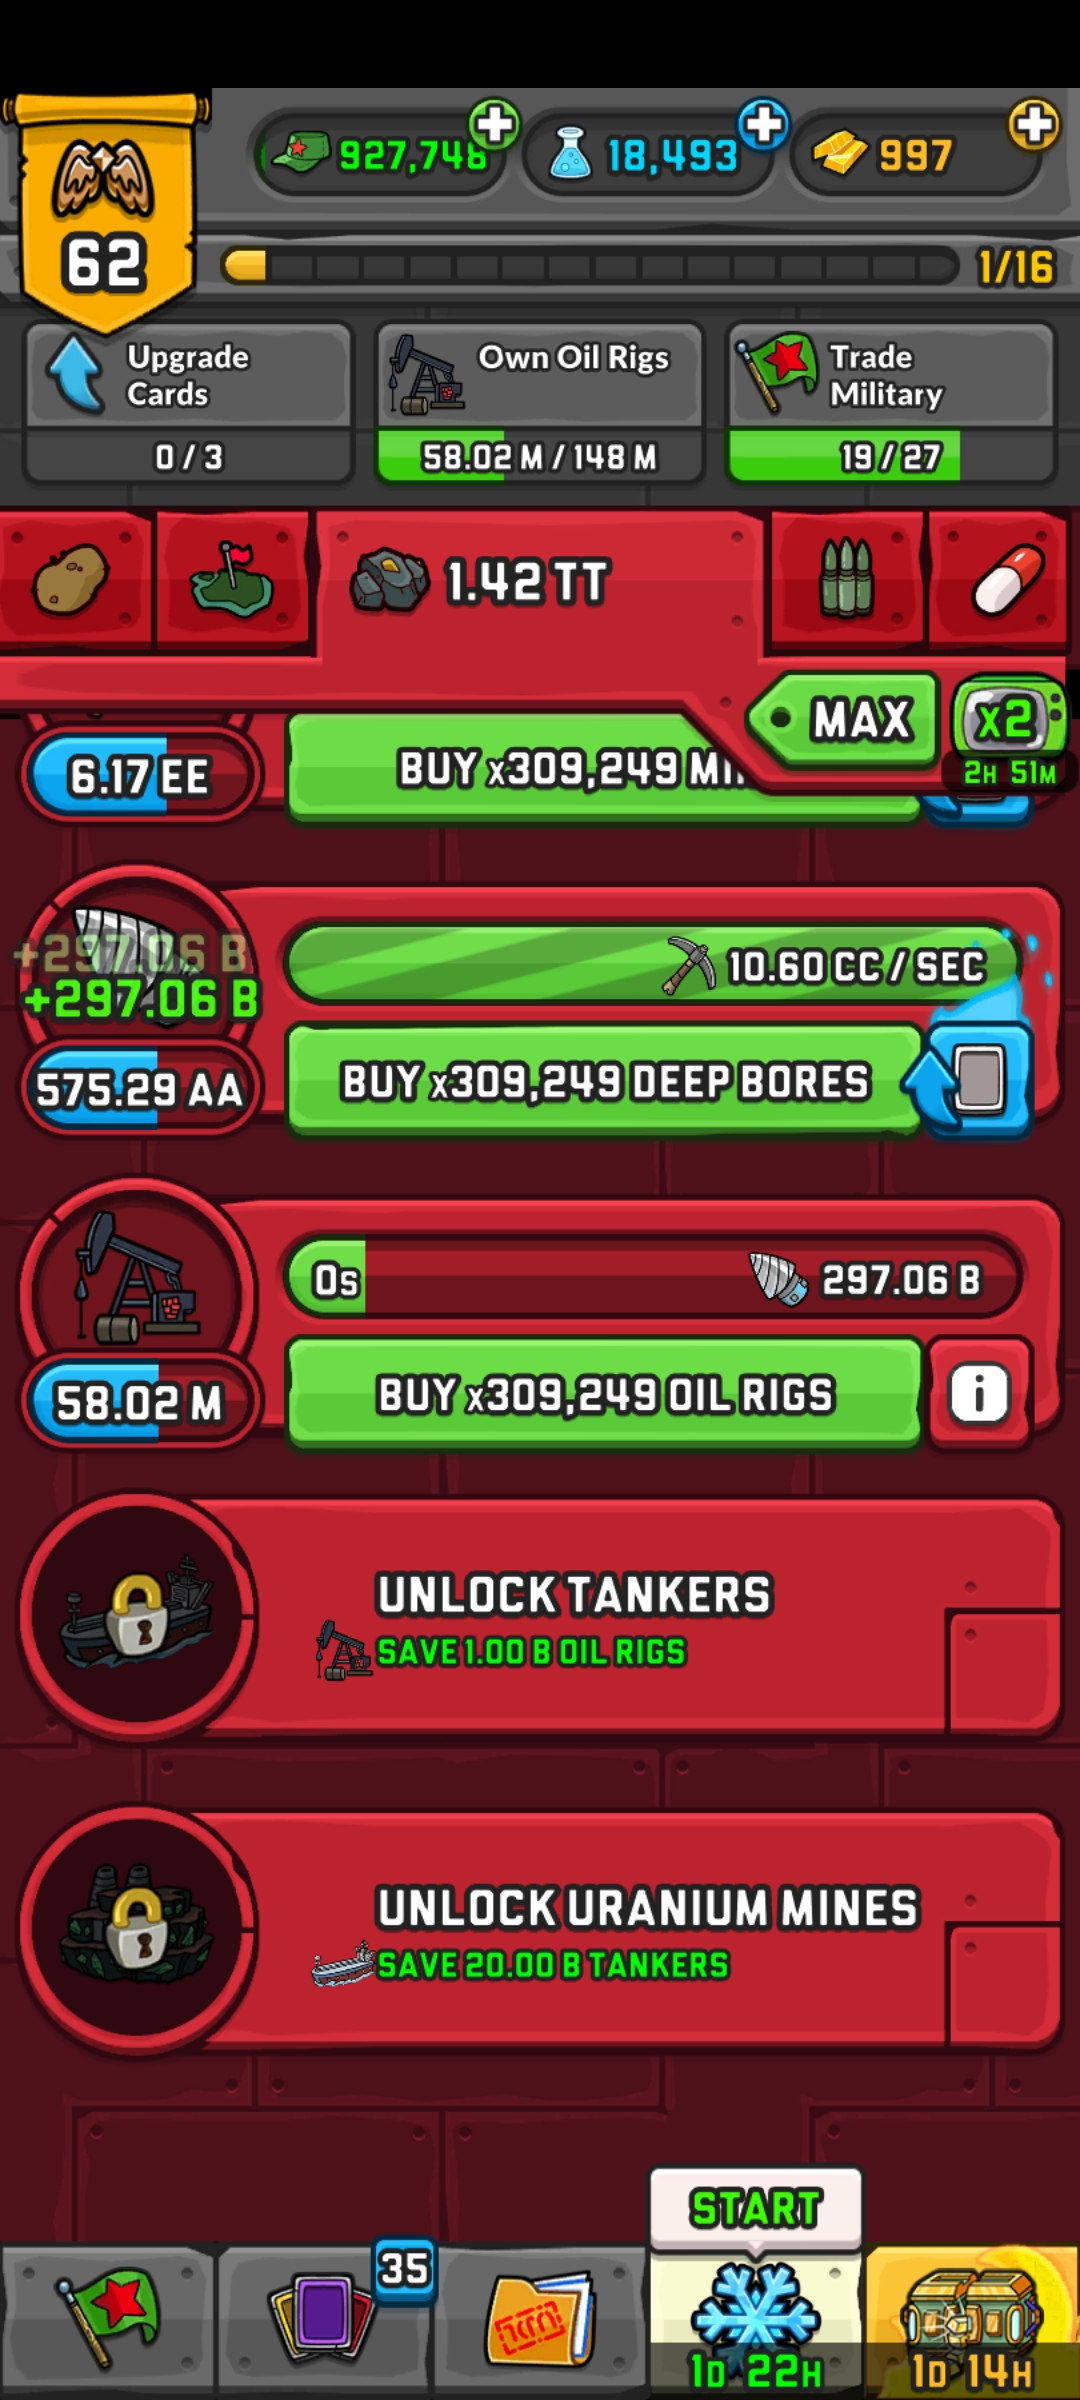 927,748
18,493
997
62
1/16
Upgrade
Cards
0 / 3
Own Oil Rigs
58.02 M / 148 M
Trade
Military
19 / 27
1.42 TT
MAX
x2
2H 51M
6.17 EE
BUY x309,249
+297.06 B
+297.06 B
10.60 CC / SEC
575.29 AA
BUY x309,249 DEEP BORES
0s
297.06 B
58.02 M
BUY x309,249 OIL RIGS
i
UNLOCK TANKERS
SAVE 1.00 B OIL RIGS
UNLOCK URANIUM MINES
SAVE 20.00 B TANKERS
START
35
1D 22H
1D 14H